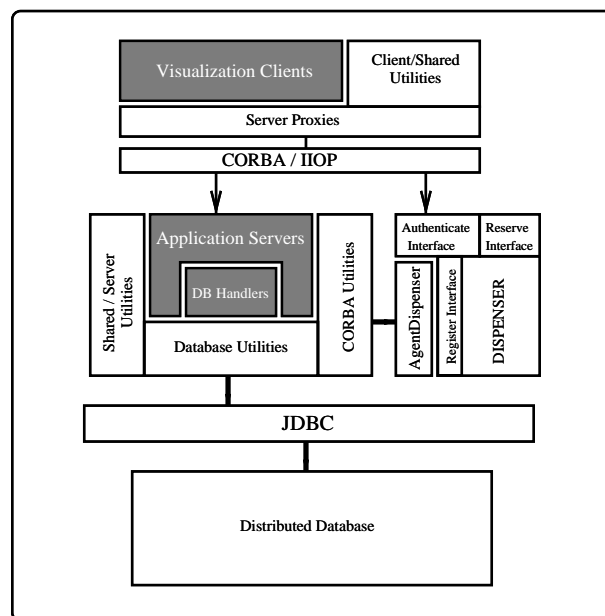 Visualization Clients
Client/Shared
Utilities
Server Proxies
CORBA / IIOP
Shared / Server
Utilities
Application Servers
DB Handlers
Database Utilities
CORBA Utilities
Authenticate
Interface
Reserve
Interface
AgentDispenser
Register Interface
DISPENSER
JDBC
Distributed Database